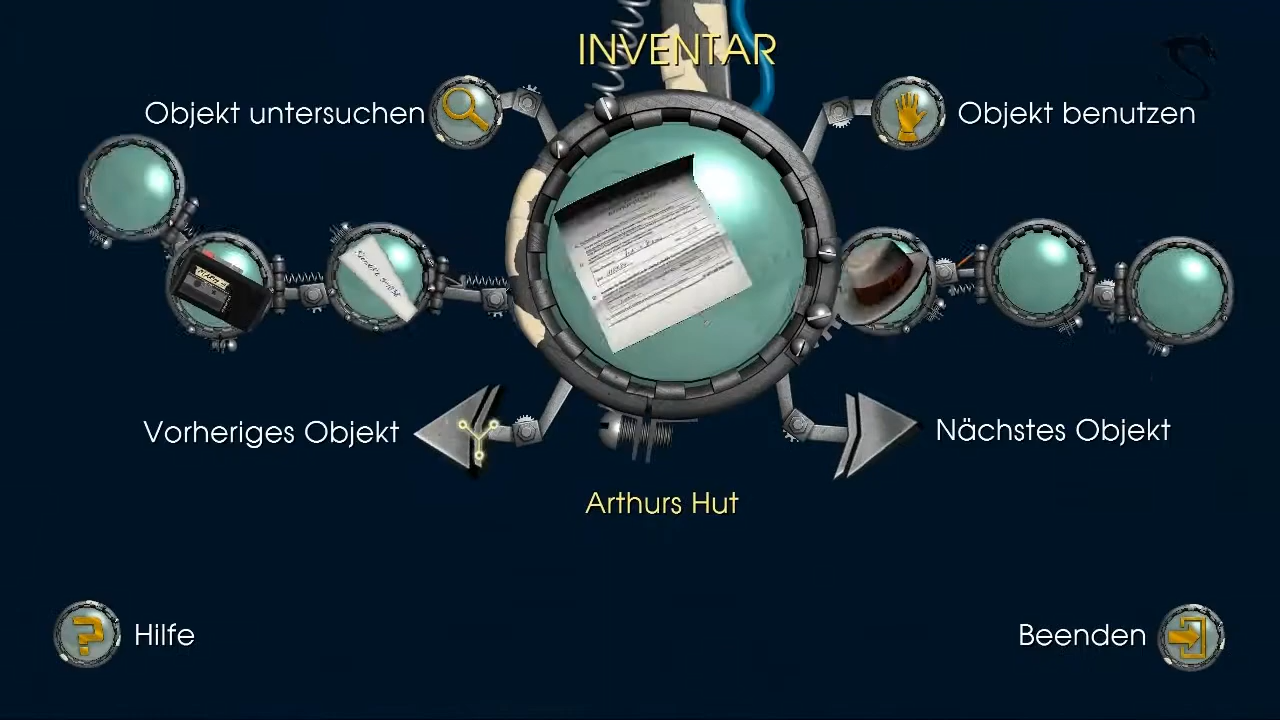 INVENTAR
Objekt untersuchen
Objekt benutzen
Vorheriges Objekt
Nächstes Objekt
Arthurs Hut
Hilfe
Beenden